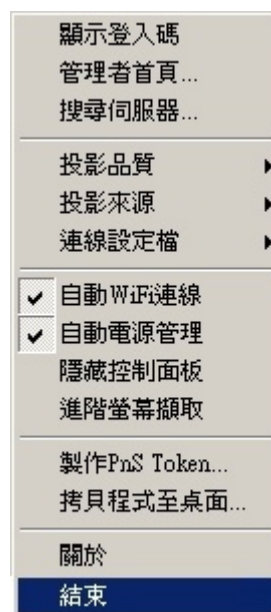 顯示登入碼
管理者首頁...
搜尋伺服器...
投影品質
投影來源
連線設定檔
自動WiFi連線
自動電源管理
隱藏控制面板
進階螢幕擷取
製作PnS Token...
拷貝程式至桌面...
關於
結束